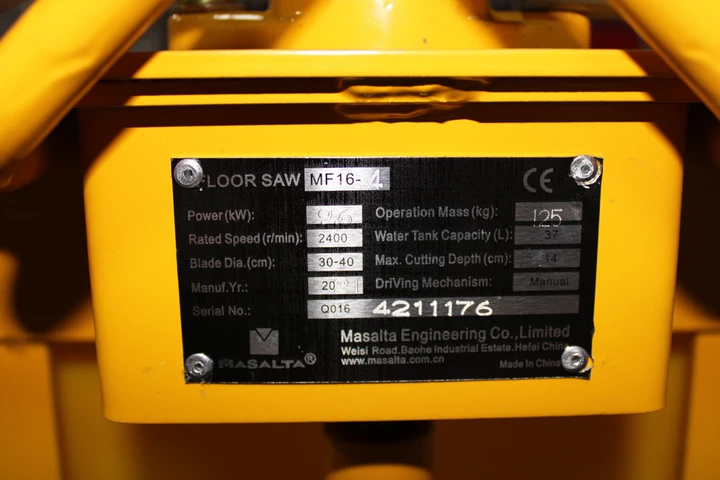 FLOOR SAW MF16-4
Power(kW): Operation Mass(kg): 125
Rated Speed(r/min): 2400 Water Tank Capacity(L): 37
Blade Dia.(cm): 30-40 Max. Cutting Depth(cm): 14
Manuf.Yr.: DriVing Mechanism: Manual
Serial No.: Q016 4211176
CE
MASALTA®
Masalta Engineering Co.,Limited
Weisi Road.Baohe Industrial Estate.Hefei China
www.masalta.com.cn
Made In China